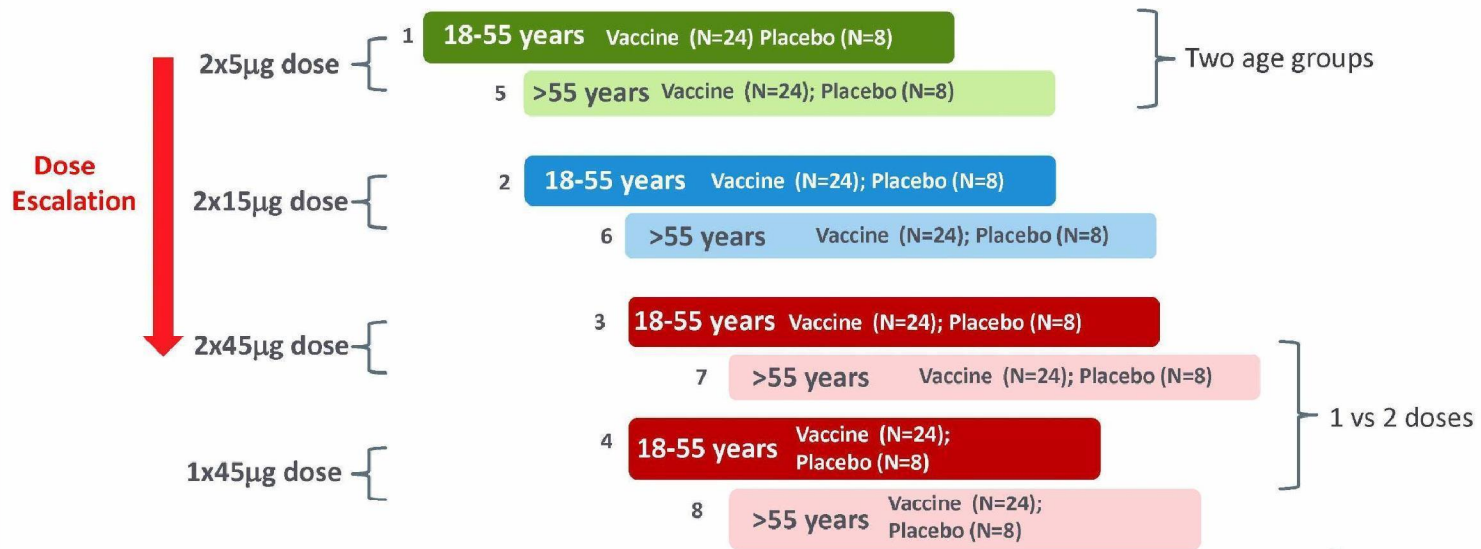 1 18-55 years Vaccine (N=24) Placebo (N=8)
2x5µg dose
Two age groups
5 >55 years Vaccine (N=24); Placebo (N=8)
Dose
Escalation
2 18-55 years Vaccine (N=24); Placebo (N=8)
2x15µg dose
6 >55 years Vaccine (N=24); Placebo (N=8)
3 18-55 years Vaccine (N=24); Placebo (N=8)
2x45µg dose
7 >55 years Vaccine (N=24); Placebo (N=8)
1 vs 2 doses
4 18-55 years Vaccine (N=24);
Placebo (N=8)
1x45µg dose
8 >55 years Vaccine (N=24);
Placebo (N=8)